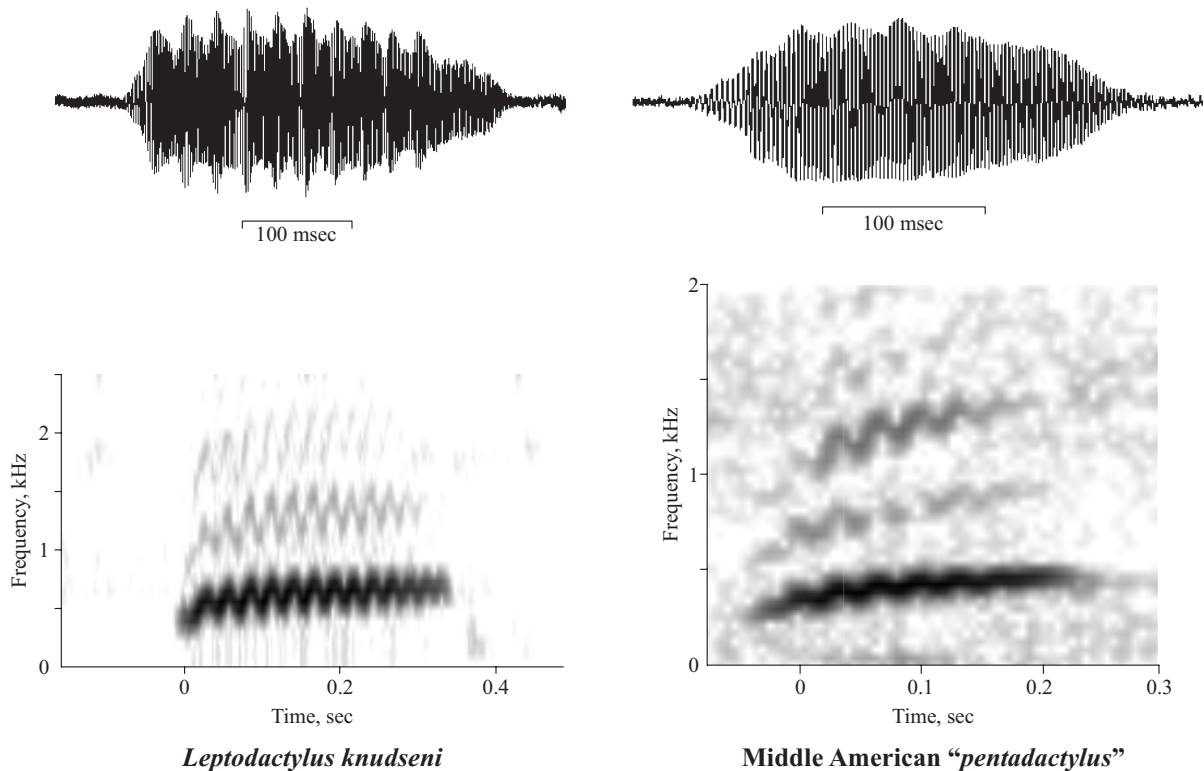 100 msec
100 msec
Frequency, kHz
2
1
0
0
0.2
0.4
Time, sec
Leptodactylus knudseni
Frequency, kHz
2
1
0
0
0.1
0.2
0.3
Time, sec
Middle American “pentadactylus”